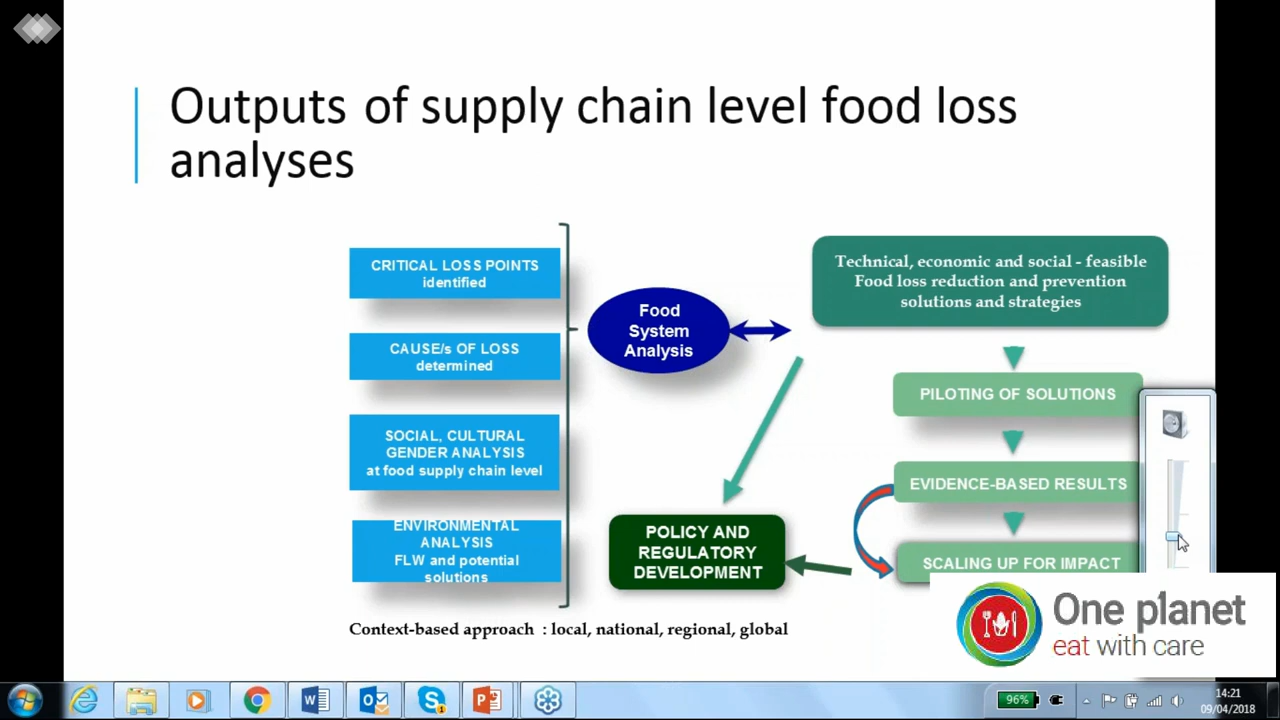 Outputs of supply chain level food loss
analyses
CRITICAL LOSS POINTS
identified
CAUSE/s OF LOSS
determined
SOCIAL, CULTURAL
GENDER ANALYSIS
at food supply chain level
ENVIRONMENTAL
ANALYSIS
FLW and potential
solutions
Food
System
Analysis
Technical, economic and social - feasible
Food loss reduction and prevention
solutions and strategies
PILOTING OF SOLUTIONS
EVIDENCE-BASED RESULTS
SCALING UP FOR IMPACT
POLICY AND
REGULATORY
DEVELOPMENT
Context-based approach : local, national, regional, global
One planet
eat with care
96%
14:21
09/04/2018